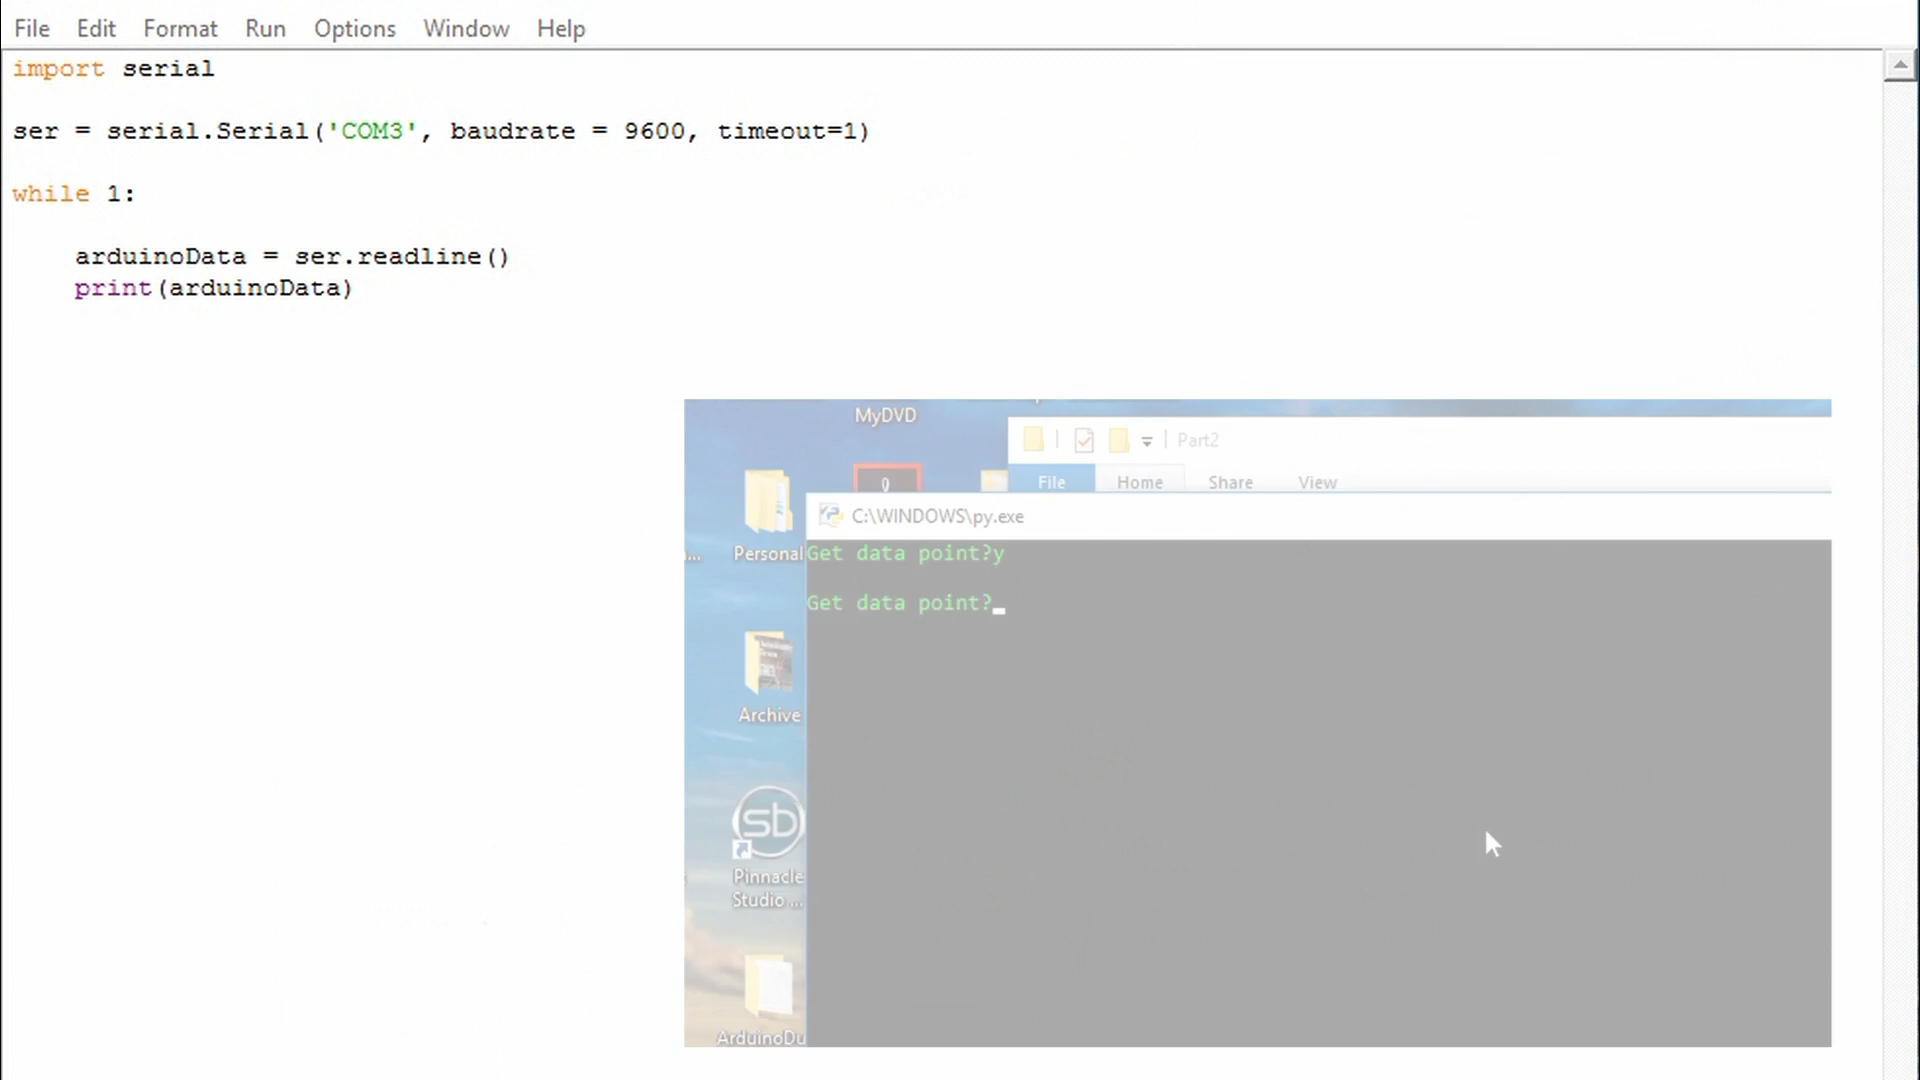 File Edit Format Run Options Window Help
import serial
ser = serial.Serial('COM3', baudrate = 9600, timeout=1)
while 1:
arduinoData = ser.readline()
print(arduinoData)
MyDVD
Part2
File Home Share View
C:\WINDOWS\py.exe
Personal
Get data point?y
Get data point?
Archive
sb
Pinnacle
Studio ...
ArduinoDu